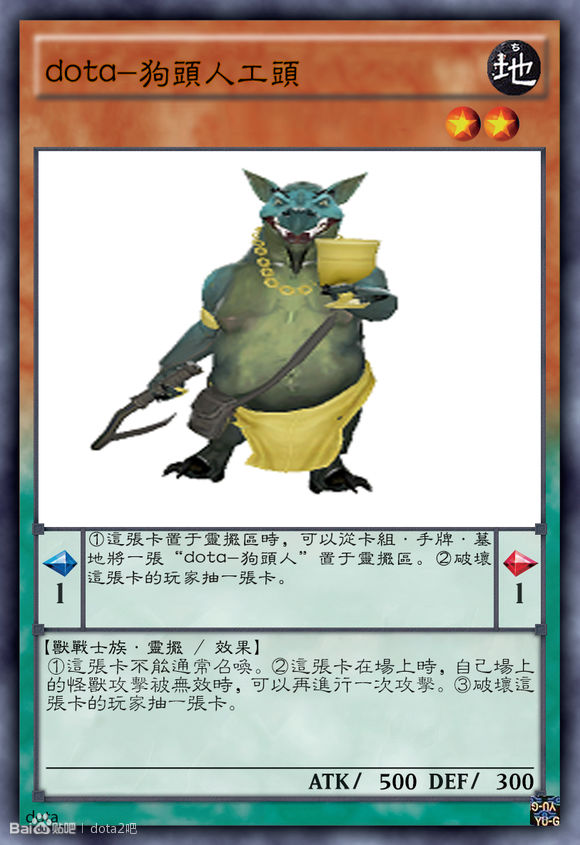 dota-狗頭人工頭
ち
地
①這張卡置于靈擺區時，可以從卡組·手牌·墓
地將一張“dota-狗頭人”置于靈擺區。②破壞
這張卡的玩家抽一張卡。
1
1
【獸戰士族·靈擺 / 效果】
①這張卡不能通常召喚。②這張卡在場上時，自己場上
的怪獸攻擊被無效時，可以再進行一次攻擊。③破壞這
張卡的玩家抽一張卡。
ATK/ 500 DEF/ 300
dota
Bai 贴吧 | dota2吧
YU-G
YU-G